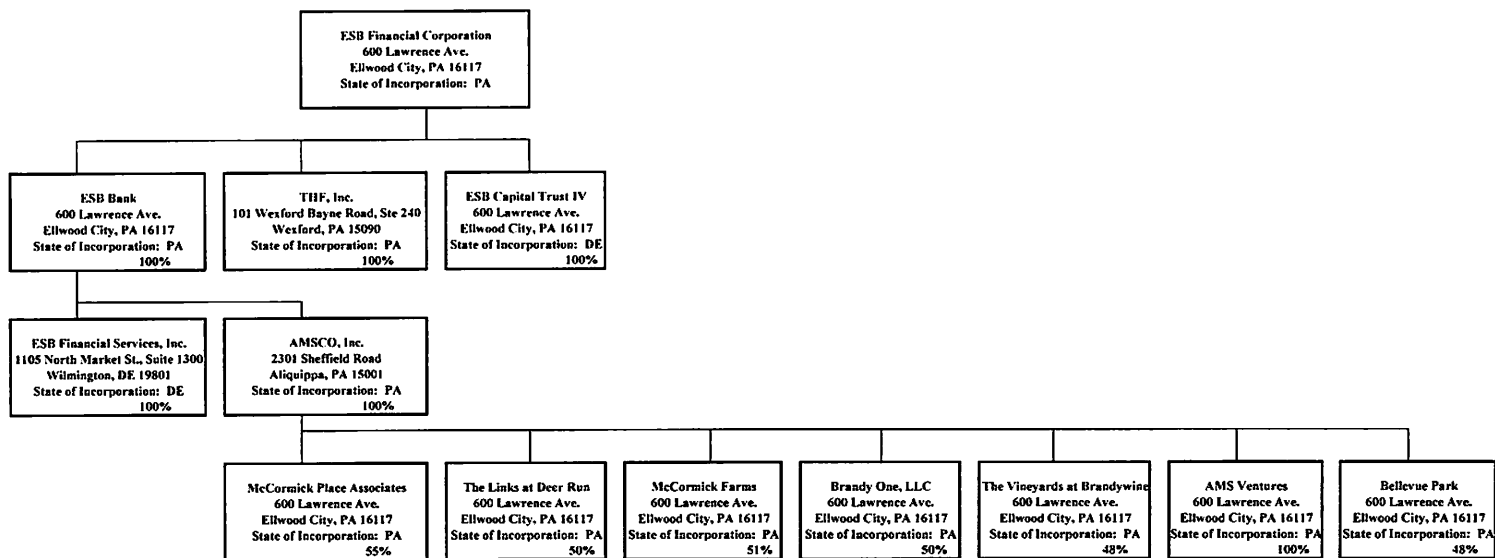 ESB Financial Corporation
600 Lawrence Ave.
Ellwood City, PA 16117
State of Incorporation: PA
ESB Bank
600 Lawrence Ave.
Ellwood City, PA 16117
State of Incorporation: PA
100%
THF, Inc.
101 Wexford Bayne Road, Ste 240
Wexford, PA 15090
State of Incorporation: PA
100%
ESB Capital Trust IV
600 Lawrence Ave.
Ellwood City, PA 16117
State of Incorporation: DE
100%
ESB Financial Services, Inc.
1105 North Market St., Suite 1300
Wilmington, DE 19801
State of Incorporation: DE
100%
AMSCO, Inc.
2301 Sheffield Road
Aliquippa, PA 15001
State of Incorporation: PA
100%
McCormick Place Associates
600 Lawrence Ave.
Ellwood City, PA 16117
State of Incorporation: PA
55%
The Links at Deer Run
600 Lawrence Ave.
Ellwood City, PA 16117
State of Incorporation: PA
50%
McCormick Farms
600 Lawrence Ave.
Ellwood City, PA 16117
State of Incorporation: PA
51%
Brandy One, LLC
600 Lawrence Ave.
Ellwood City, PA 16117
State of Incorporation: PA
50%
The Vineyards at Brandywine
600 Lawrence Ave.
Ellwood City, PA 16117
State of Incorporation: PA
48%
AMS Ventures
600 Lawrence Ave.
Ellwood City, PA 16117
State of Incorporation: PA
100%
Bellevue Park
600 Lawrence Ave.
Ellwood City, PA 16117
State of Incorporation: PA
48%